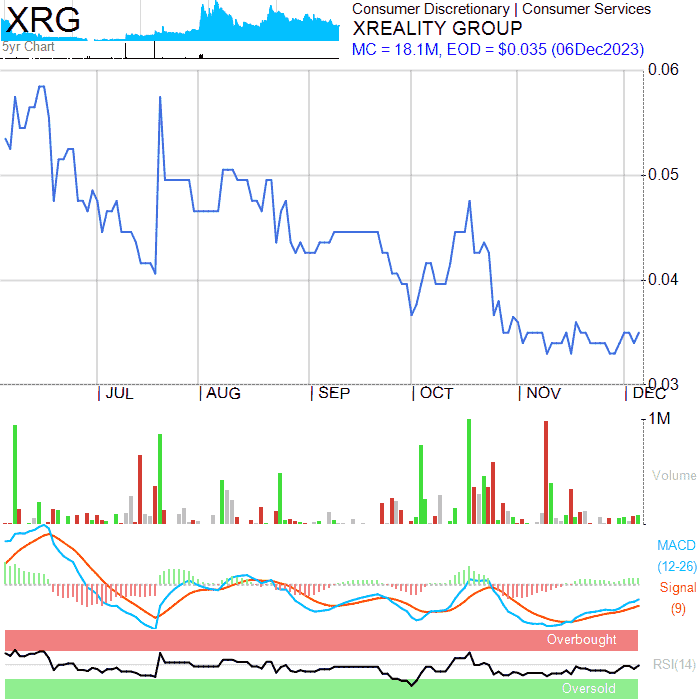 XRG
5yr Chart
Consumer Discretionary | Consumer Services
XREALITY GROUP
MC = 18.1M, EOD = $0.035 (06Dec2023)
0.06
0.05
0.04
0.03
JUL AUG SEP OCT NOV DEC
1M
Volume
MACD
(12-26)
Signal
(9)
Overbought
RSI(14)
Oversold